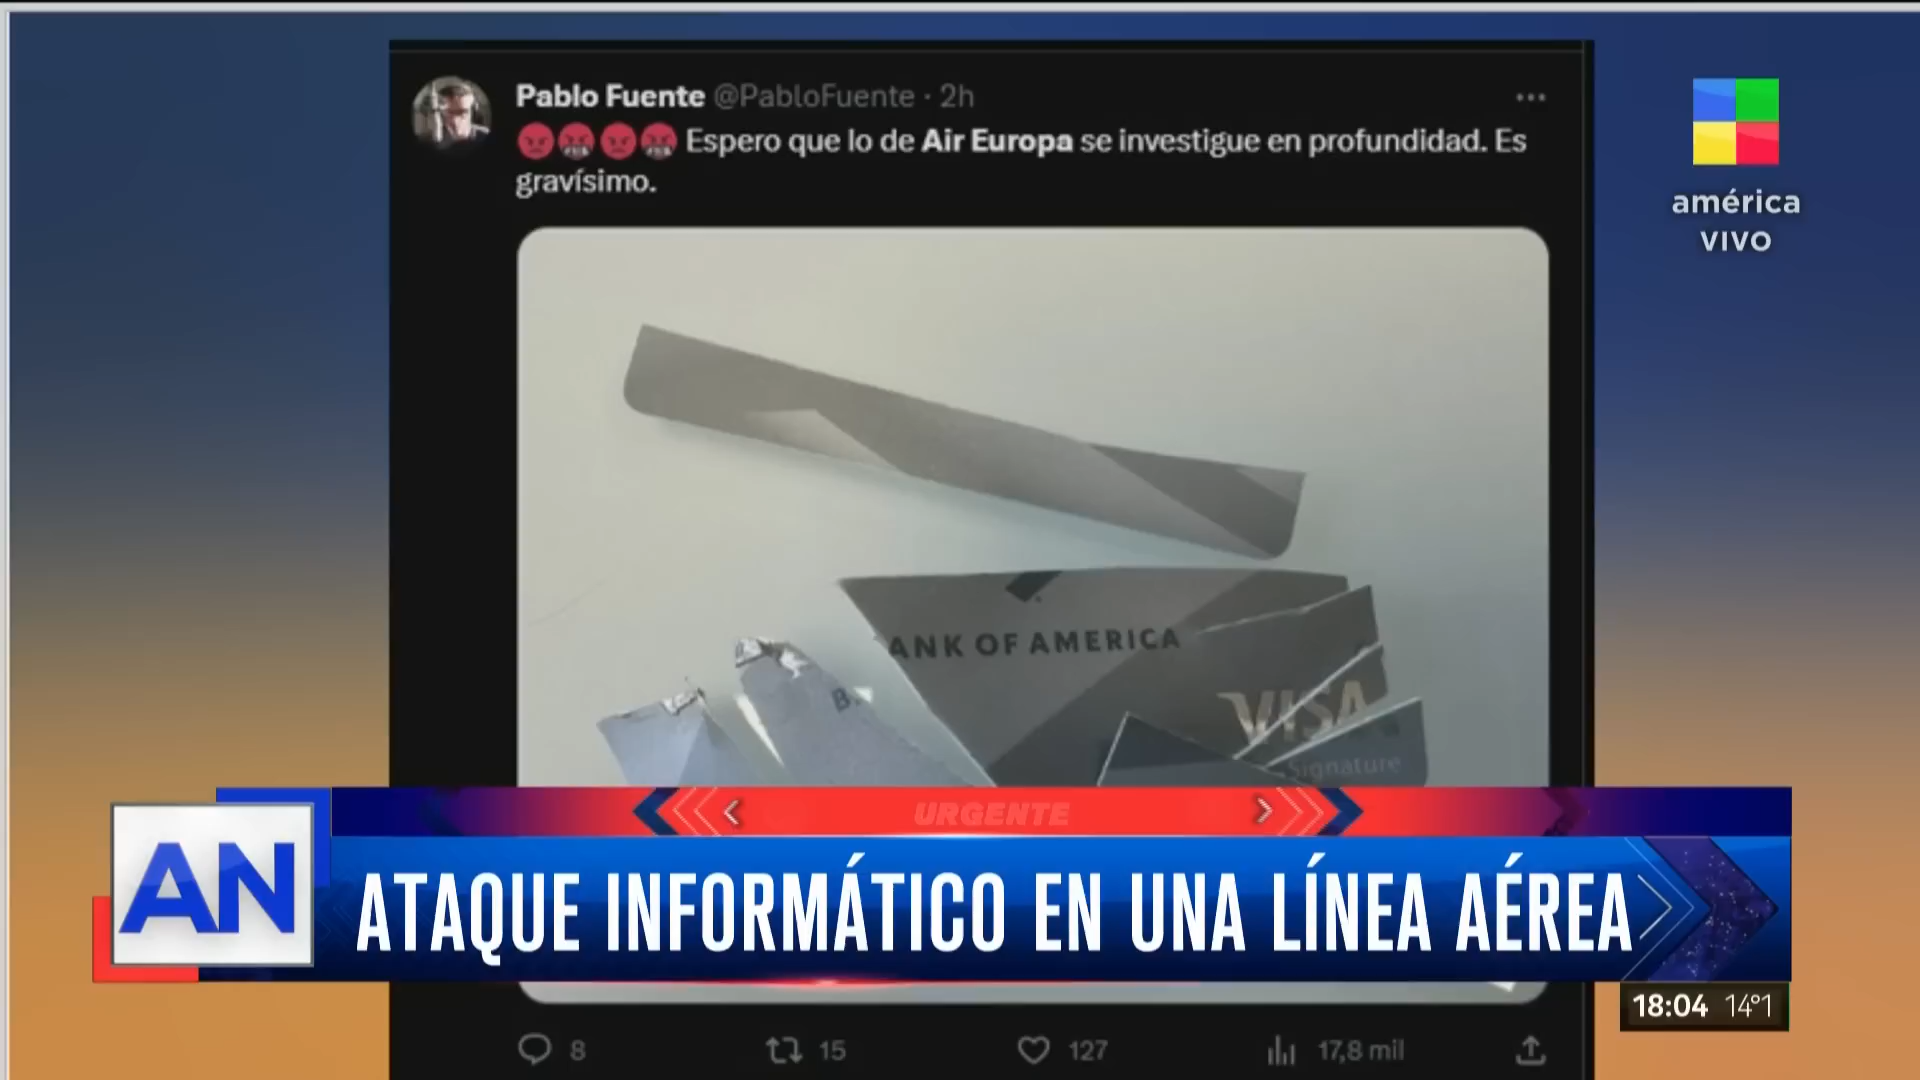 Pablo Fuente @PabloFuente · 2h
Espero que lo de Air Europa se investigue en profundidad. Es
gravísimo.
américa
VIVO
ANK OF AMERICA
B.
VISA
Signature
URGENTE
AN
ATAQUE INFORMÁTICO EN UNA LÍNEA AÉREA
18:04 14°1
8 15 127 17,8 mil